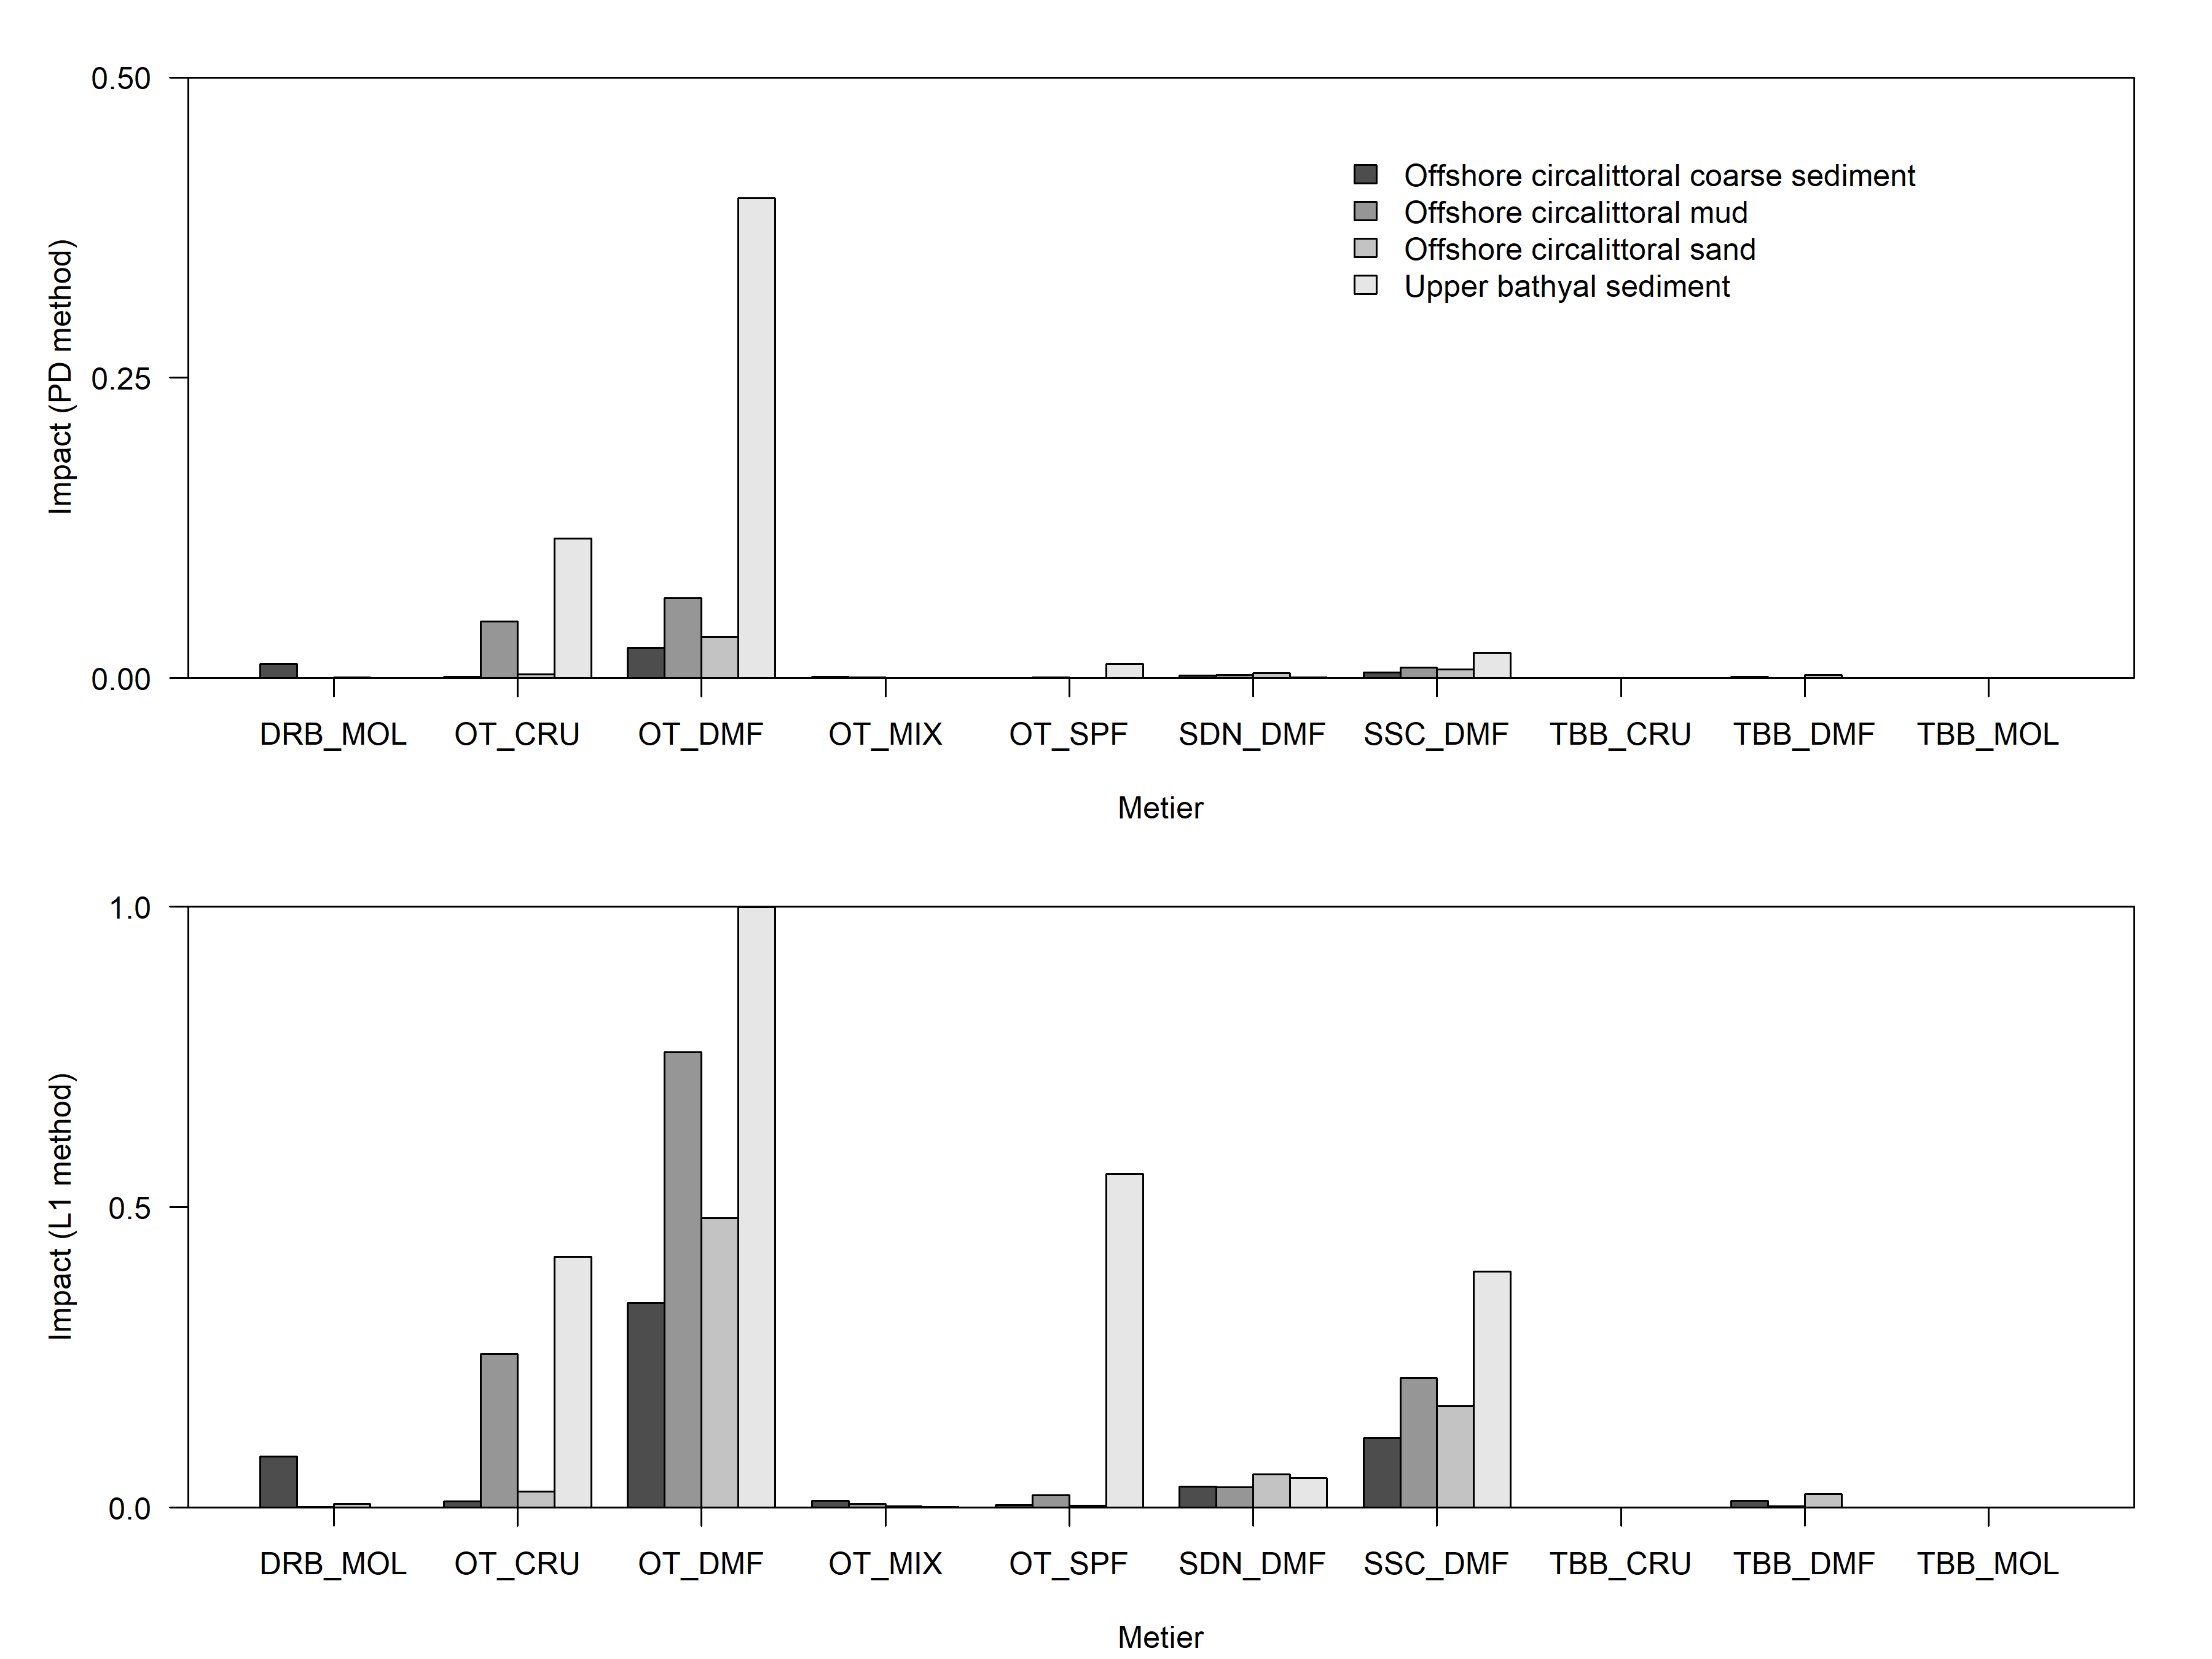 0.50
0.25
0.00
Impact (PD method)
Offshore circalittoral coarse sediment
Offshore circalittoral mud
Offshore circalittoral sand
Upper bathyal sediment
DRB_MOL OT_CRU OT_DMF OT_MIX OT_SPF SDN_DMF SSC_DMF TBB_CRU TBB_DMF TBB_MOL
Metier
1.0
0.5
0.0
Impact (L1 method)
DRB_MOL OT_CRU OT_DMF OT_MIX OT_SPF SDN_DMF SSC_DMF TBB_CRU TBB_DMF TBB_MOL
Metier